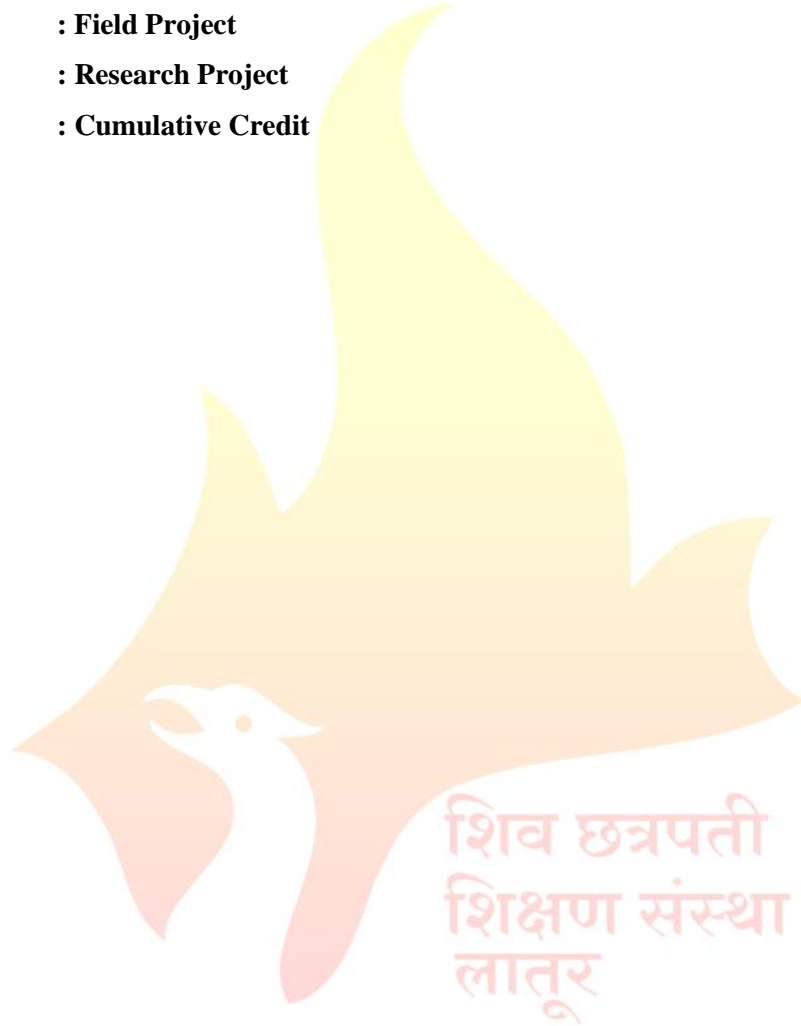 : Field Project
: Research Project
: Cumulative Credit
शिव छत्रपती
शिक्षण संस्था
लातूर